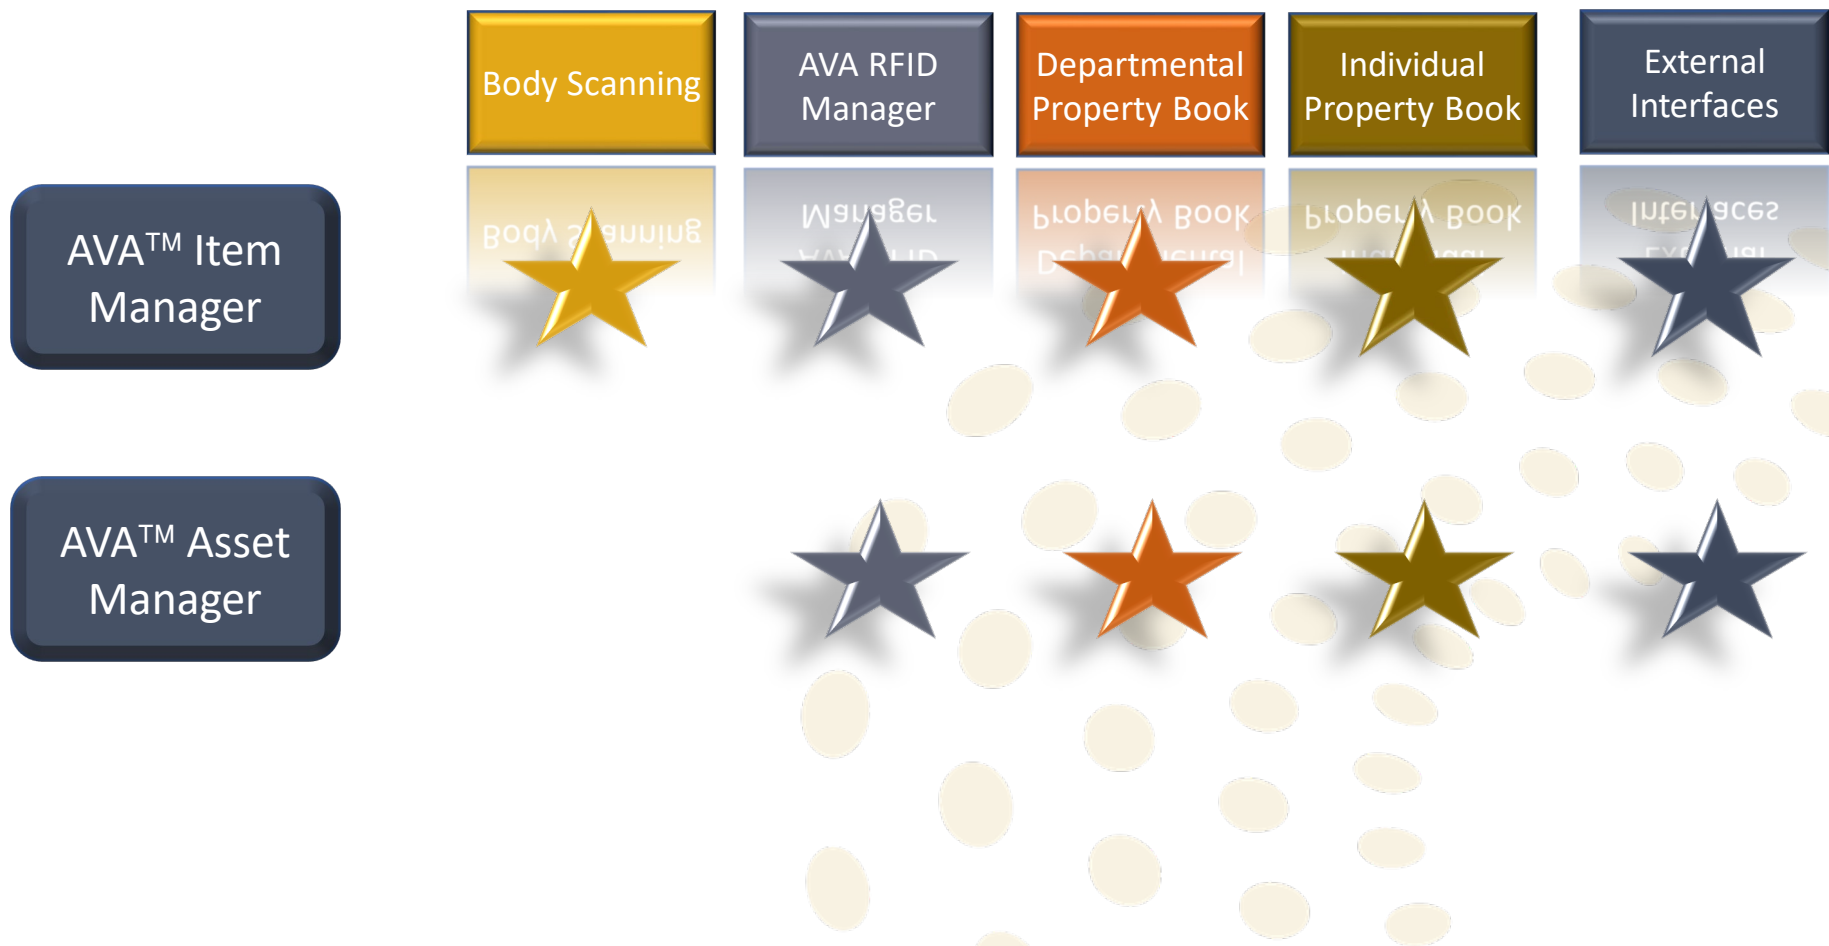 Body Scanning
AVA RFID
Manager
Departmental
Property Book
Individual
Property Book
External
Interfaces
AVA™ Item
Manager
AVA™ Asset
Manager